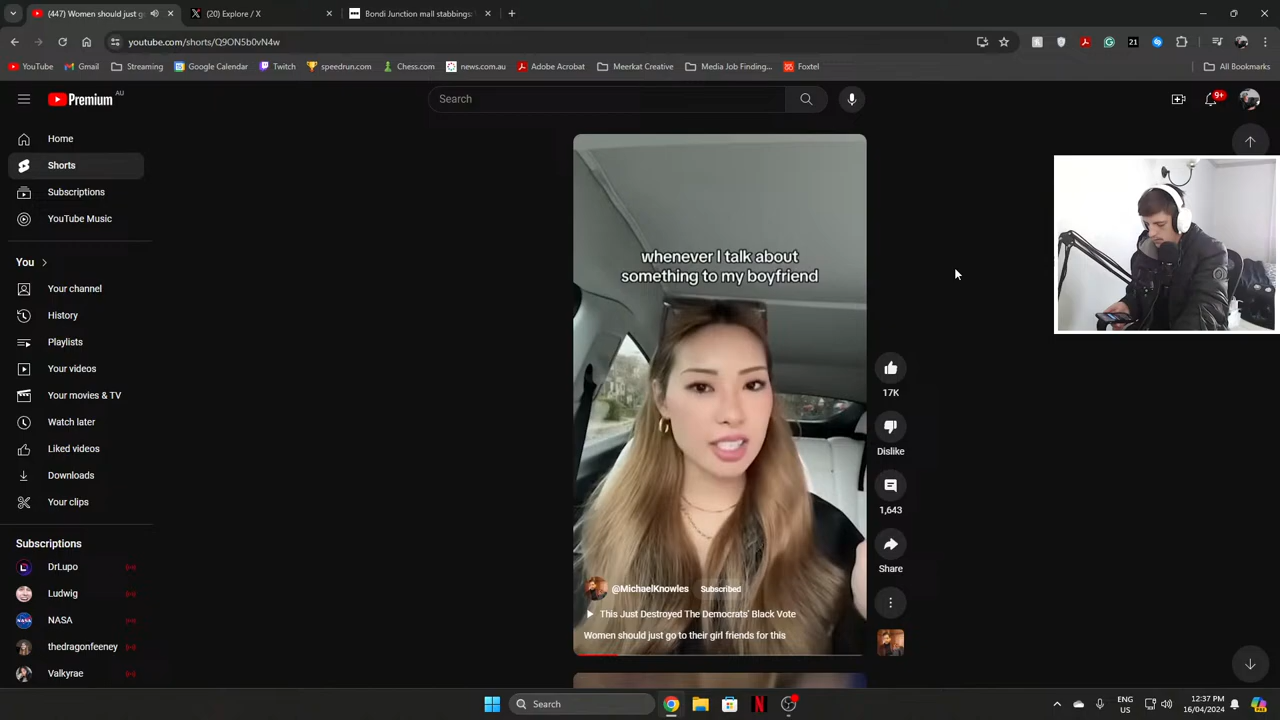 (447) Women should just g
(20) Explore / X
Bondi Junction mall stabbings:
youtube.com/shorts/Q9ON5b0vN4w
21
YouTube
Gmail
Streaming
Google Calendar
Twitch
speedrun.com
Chess.com
news.com.au
Adobe Acrobat
Meerkat Creative
Media Job Finding...
Foxtel
All Bookmarks
Premium
AU
Search
9+
Home
Shorts
Subscriptions
YouTube Music
You
Your channel
History
Playlists
Your videos
Your movies & TV
Watch later
Liked videos
Downloads
Your clips
Subscriptions
DrLupo
Ludwig
NASA
thedragonfeeney
Valkyrae
whenever I talk about
something to my boyfriend
@MichaelKnowles Subscribed
This Just Destroyed The Democrats' Black Vote
Women should just go to their girl friends for this
17K
Dislike
1,643
Share
Search
ENG
US
12:37 PM
16/04/2024